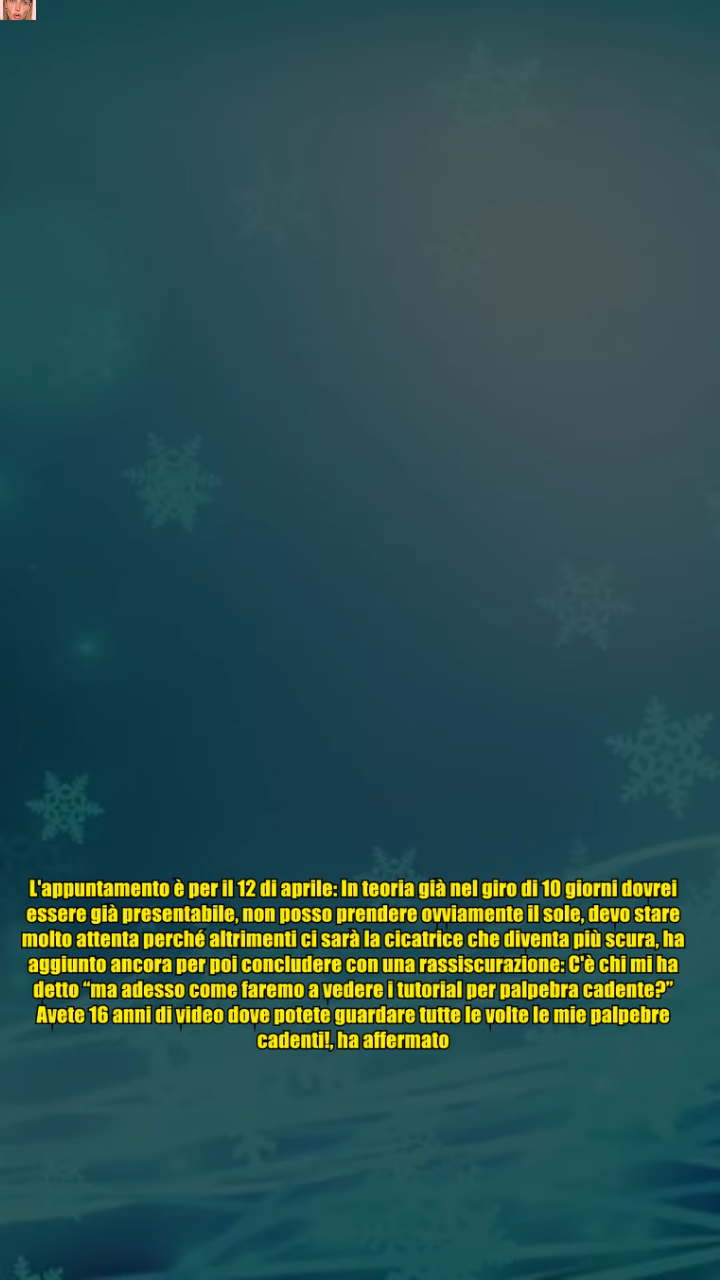 L'appuntamento è per il 12 di aprile: In teoria già nel giro di 10 giorni dovrei
essere già presentabile, non posso prendere ovviamente il sole, devo stare
molto attenta perché altrimenti ci sarà la cicatrice che diventa più scura, ha
aggiunto ancora per poi concludere con una rassiscurazione: C'è chi mi ha
detto “ma adesso come faremo a vedere i tutorial per palpebra cadente?”
Avete 16 anni di video dove potete guardare tutte le volte le mie palpebre
cadenti!, ha affermato